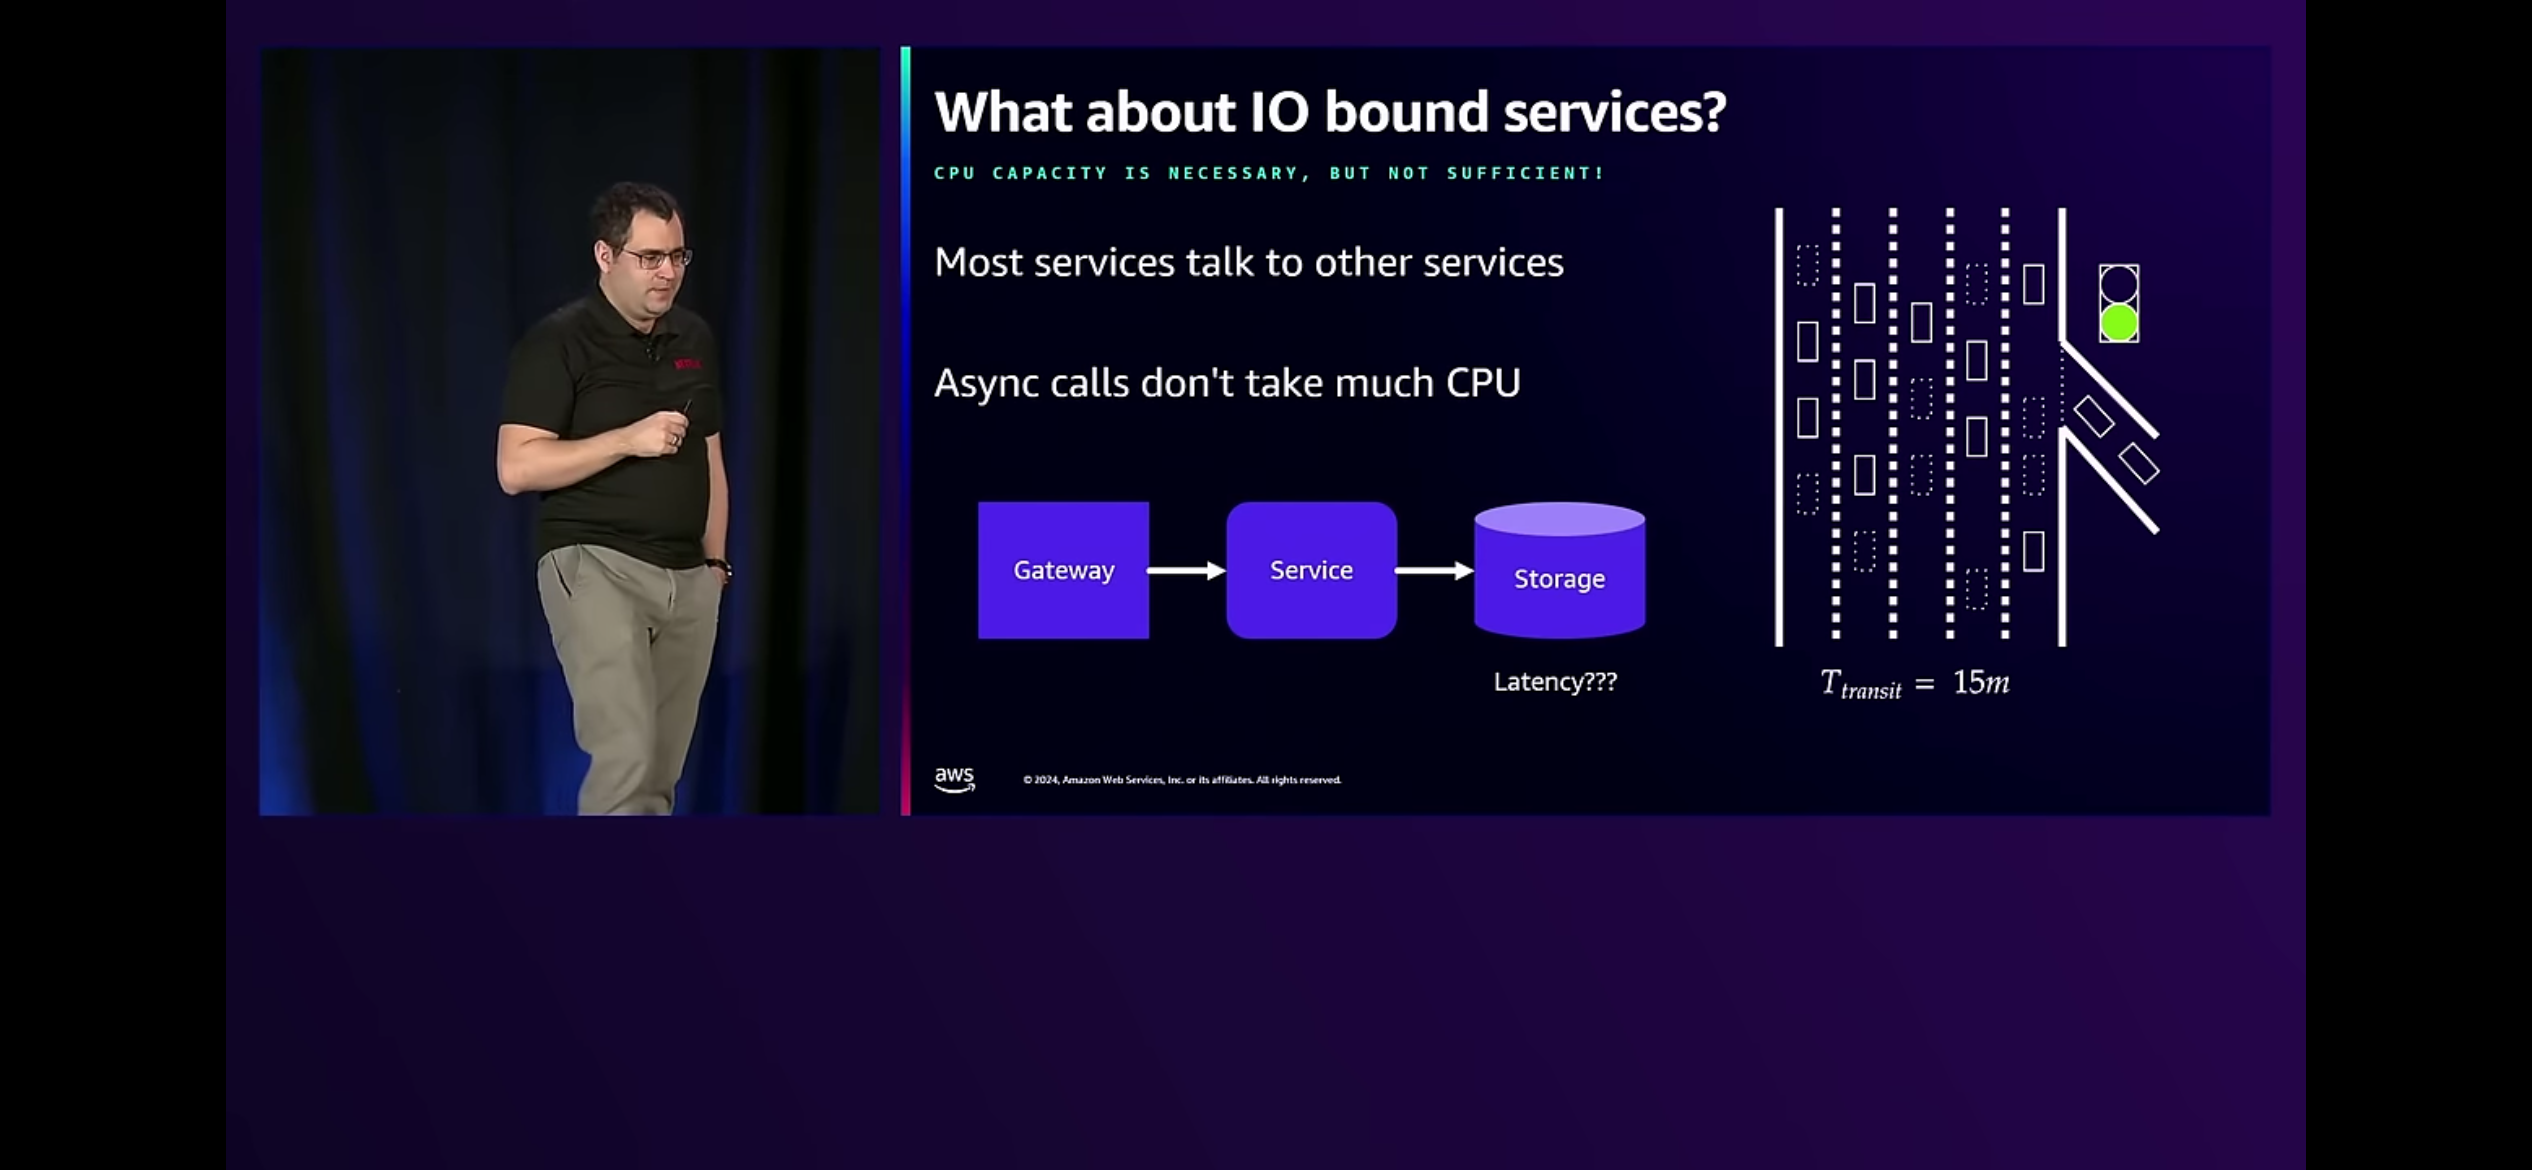 What about IO bound services?
CPU CAPACITY IS NECESSARY, BUT NOT SUFFICIENT!
Most services talk to other services
Async calls don't take much CPU
NETFLIX
Gateway
Service
Storage
Latency???
T transit = 15m
aws
© 2024, Amazon Web Services, Inc. or its affiliates. All rights reserved.